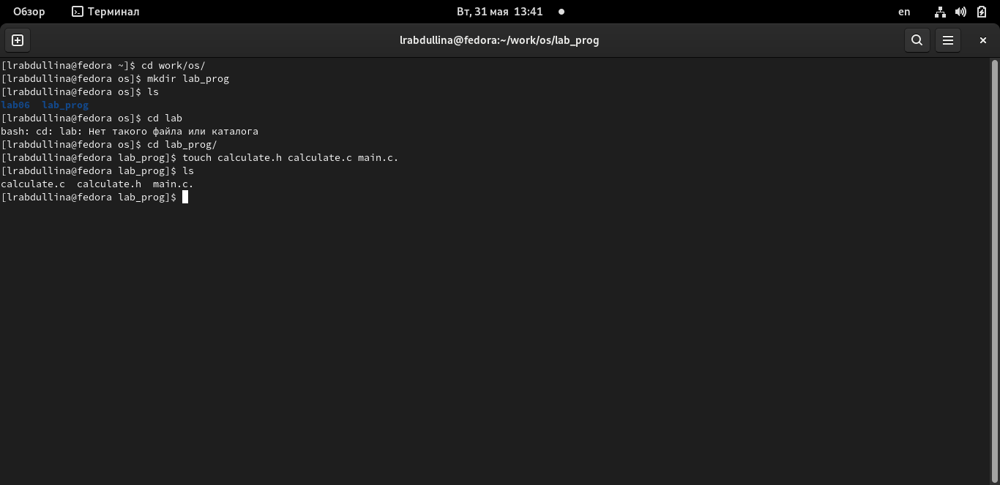 Обзор Терминал Вт, 31 мая 13:41 en
lrabdullina@fedora:~/work/os/lab_prog
[lrabdullina@fedora ~]$ cd work/os/
[lrabdullina@fedora os]$ mkdir lab_prog
[lrabdullina@fedora os]$ ls
lab06 lab_prog
[lrabdullina@fedora os]$ cd lab
bash: cd: lab: Нет такого файла или каталога
[lrabdullina@fedora os]$ cd lab_prog/
[lrabdullina@fedora lab_prog]$ touch calculate.h calculate.c main.c.
[lrabdullina@fedora lab_prog]$ ls
calculate.c calculate.h main.c.
[lrabdullina@fedora lab_prog]$